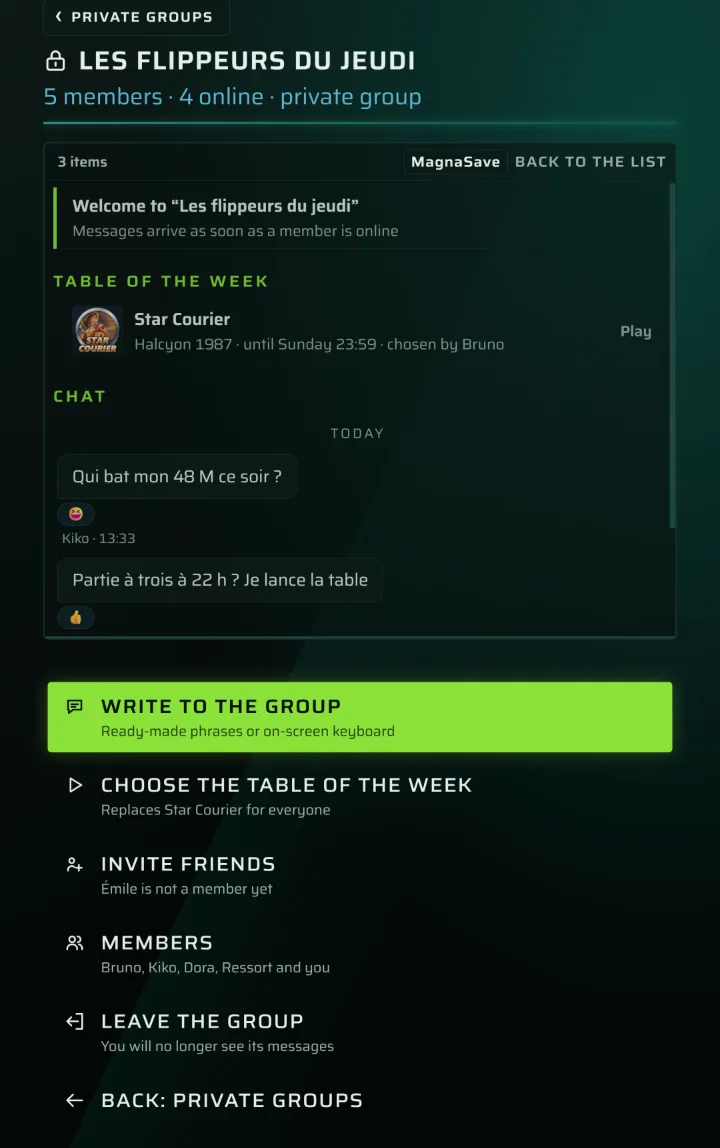 PRIVATE GROUPS
LES FLIPPEURS DU JEUDI
5 members · 4 online · private group
3 items
MagnaSave BACK TO THE LIST
Welcome to “Les flippeurs du jeudi”
Messages arrive as soon as a member is online
TABLE OF THE WEEK
STAR COURIER
Star Courier
Halcyon 1987 · until Sunday 23:59 · chosen by Bruno
Play
CHAT
TODAY
Qui bat mon 48 M ce soir ?
Kiko · 13:33
Partie à trois à 22 h ? Je lance la table
WRITE TO THE GROUP
Ready-made phrases or on-screen keyboard
CHOOSE THE TABLE OF THE WEEK
Replaces Star Courier for everyone
INVITE FRIENDS
Émile is not a member yet
MEMBERS
Bruno, Kiko, Dora, Ressort and you
LEAVE THE GROUP
You will no longer see its messages
BACK: PRIVATE GROUPS